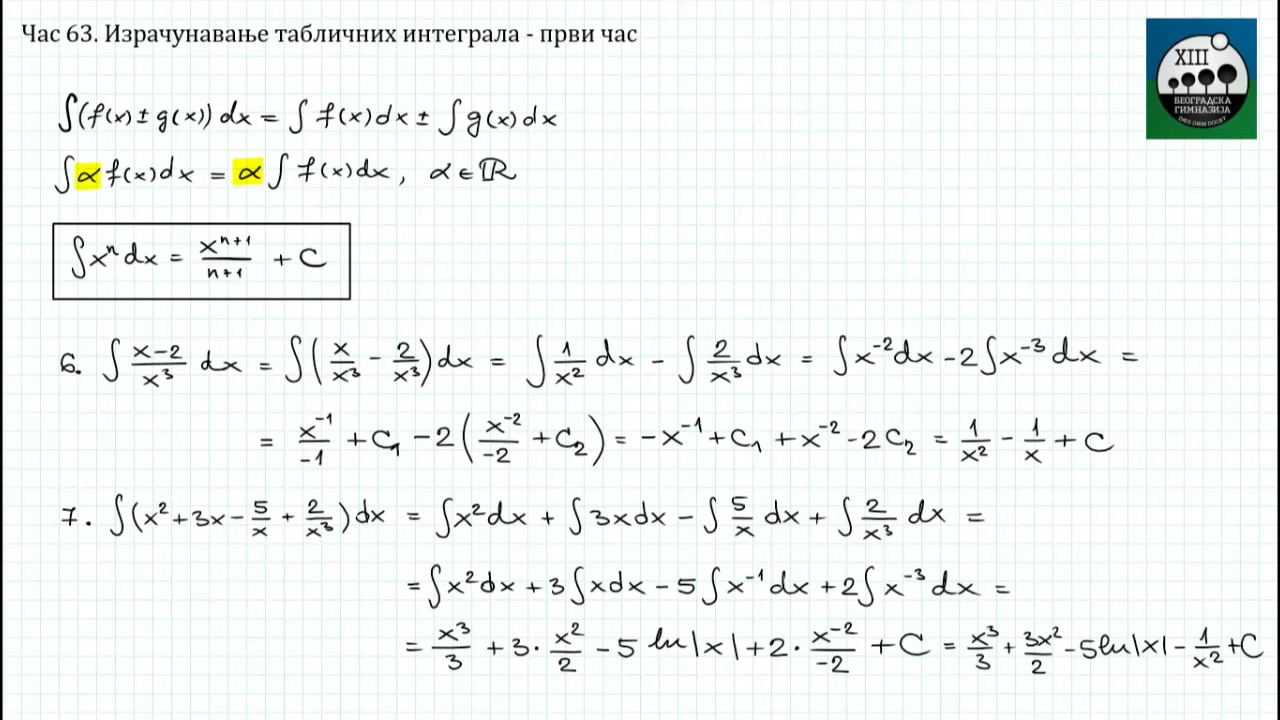 Час 63. Израчунавање табличних интеграла - први час
XIII
БЕОГРАДСКА
ГИМНАЗИЈА
DIES DIEM DOCET
∫(f(x) ± g(x)) dx = ∫ f(x) dx ± ∫ g(x) dx
∫ α f(x) dx = α ∫ f(x) dx, α ∈ ℝ
∫ xⁿ dx = xⁿ⁺¹/(n+1) + C
6. ∫ (x-2)/x³ dx = ∫ (x/x³ - 2/x³) dx = ∫ 1/x² dx - ∫ 2/x³ dx = ∫ x⁻² dx - 2 ∫ x⁻³ dx =
= x⁻¹/-1 + C₁ - 2 (x⁻²/-2 + C₂) = -x⁻¹ + C₁ + x⁻² - 2C₂ = 1/x² - 1/x + C
7. ∫ (x² + 3x - 5/x + 2/x³) dx = ∫ x² dx + ∫ 3x dx - ∫ 5/x dx + ∫ 2/x³ dx =
= ∫ x² dx + 3 ∫ x dx - 5 ∫ x⁻¹ dx + 2 ∫ x⁻³ dx =
= x³/3 + 3 · x²/2 - 5 ln|x| + 2 · x⁻²/-2 + C = x³/3 + 3x²/2 - 5 ln|x| - 1/x² + C